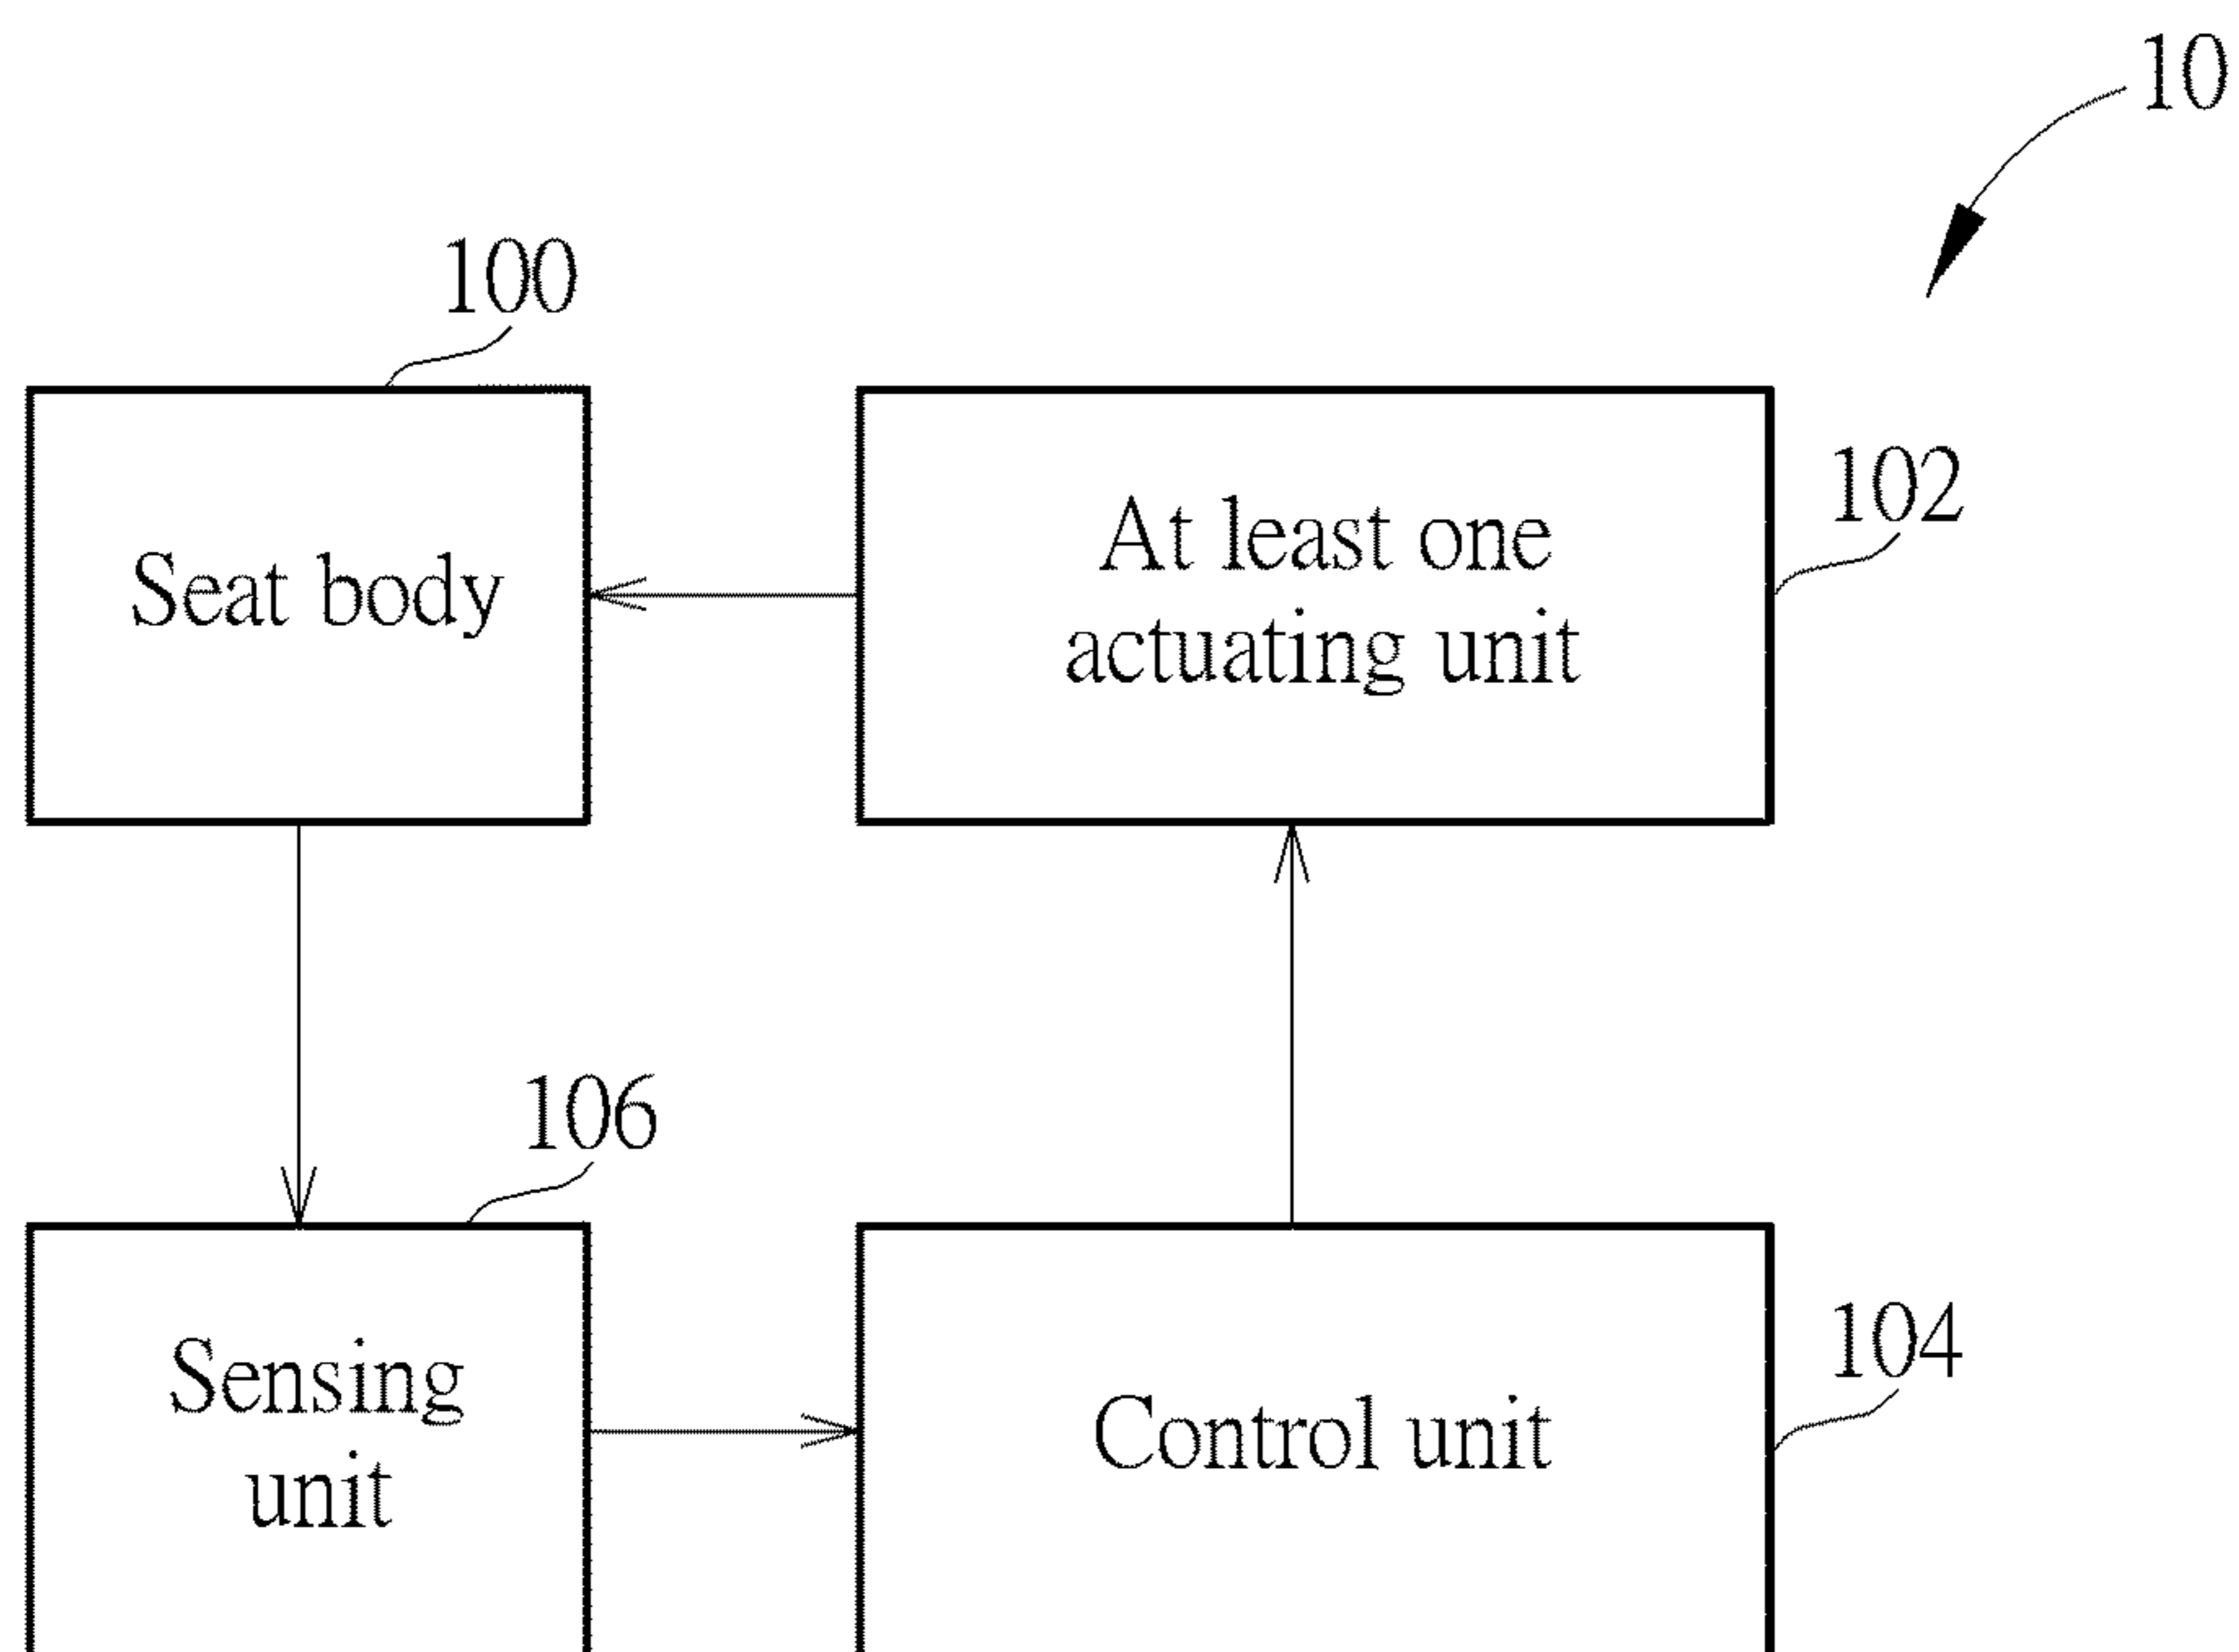 10
100
Seat body
At least one
actuating unit
102
106
Sensing
unit
Control unit
104